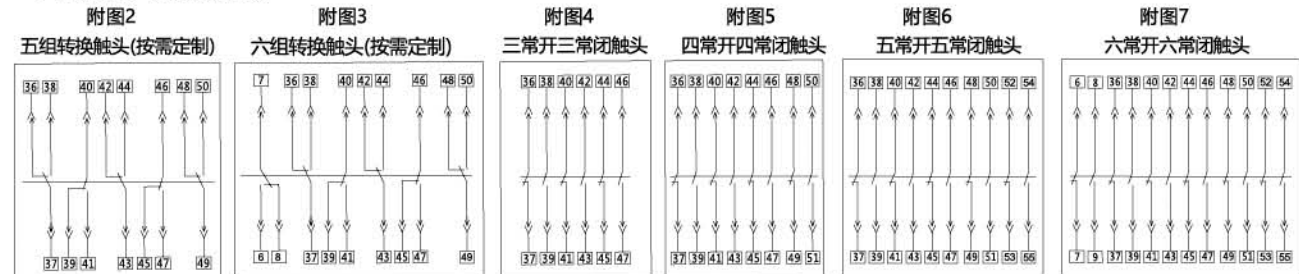 附图2
五组转换触头(按需定制)
36 38 40 42 44 46 48 50
37 39 41 43 45 47 49
附图3
六组转换触头(按需定制)
7 36 38 40 42 44 46 48 50
6 8 37 39 41 43 45 47 49
附图4
三常开三常闭触头
36 38 40 42 44 46
37 39 41 43 45 47
附图5
四常开四常闭触头
36 38 40 42 44 46 48 50
37 39 41 43 45 47 49 51
附图6
五常开五常闭触头
36 38 40 42 44 46 48 50 52 54
37 39 41 43 45 47 49 51 53 55
附图7
六常开六常闭触头
6 8 36 38 40 42 44 46 48 50 52 54
7 9 37 39 41 43 45 47 49 51 53 55